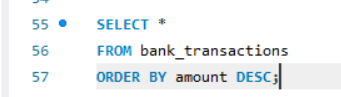 55 SELECT *
56 FROM bank_transactions
57 ORDER BY amount DESC;